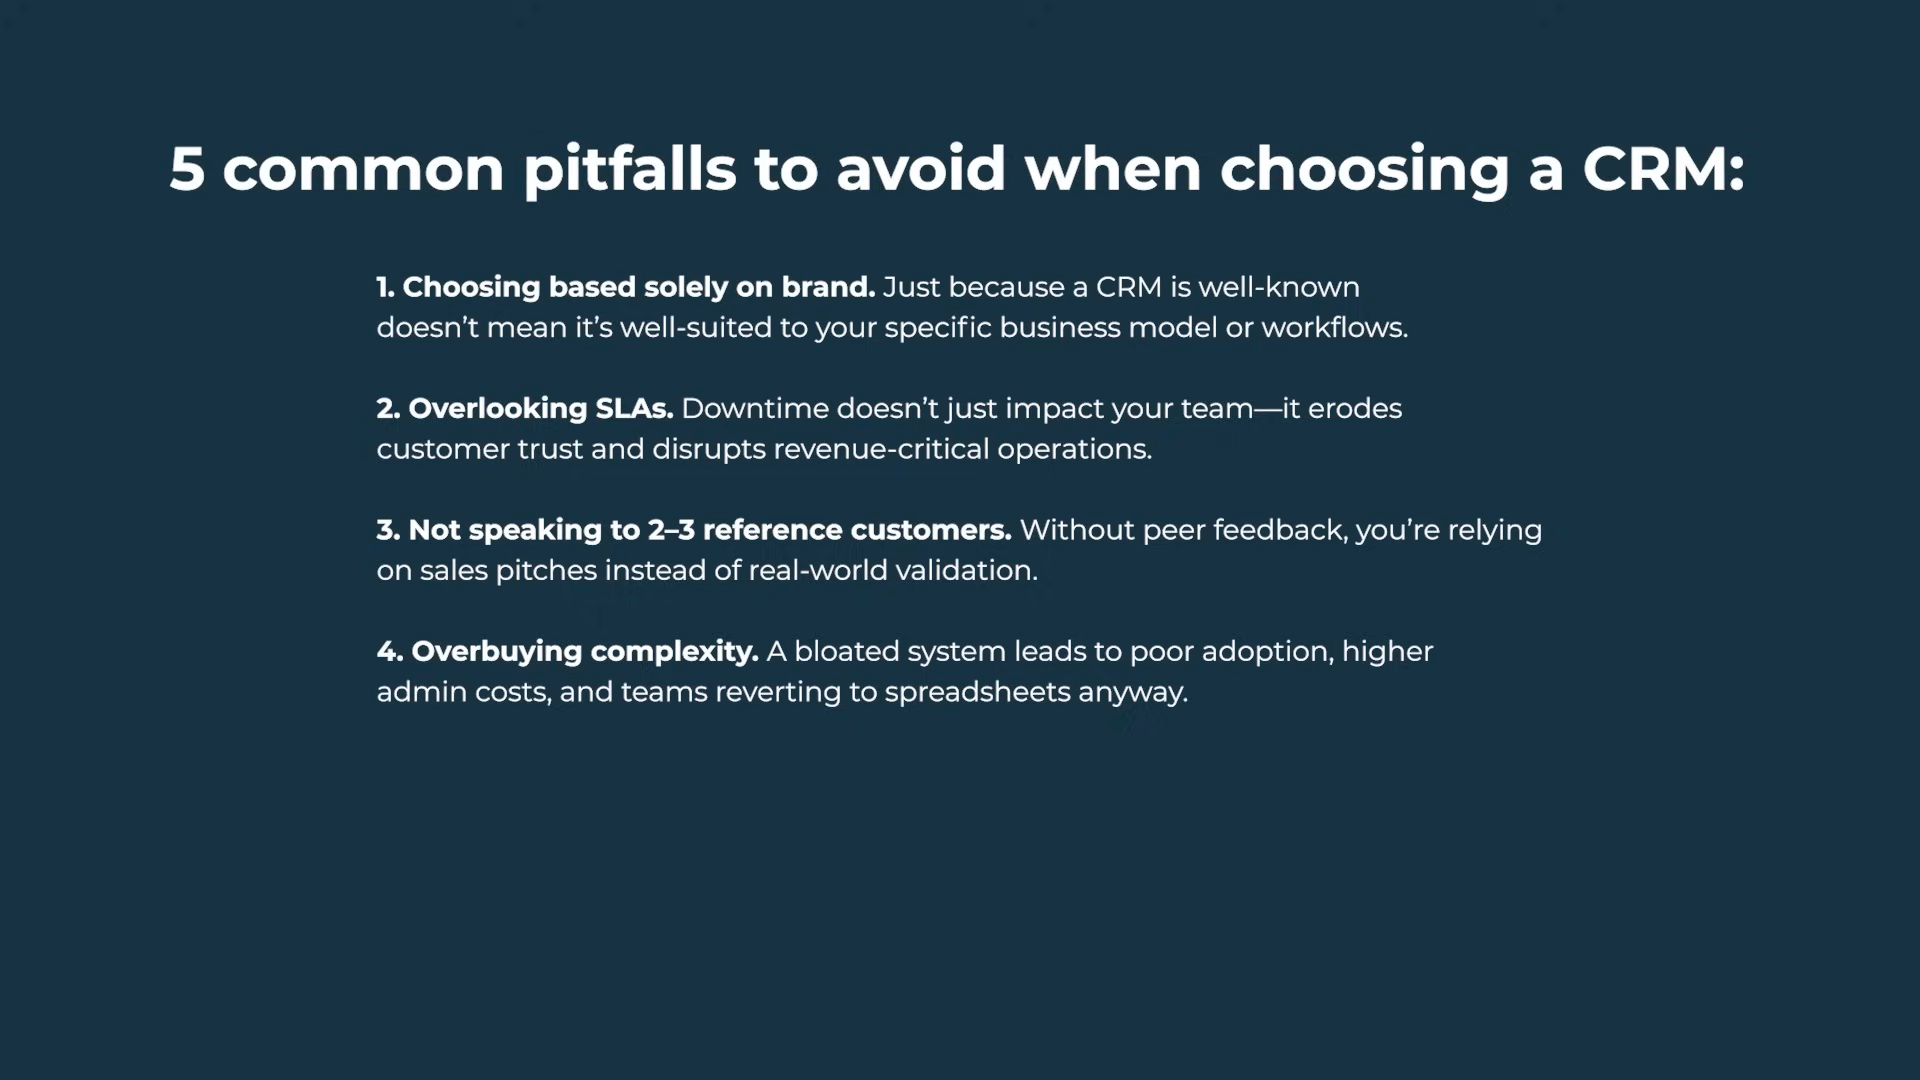 5 common pitfalls to avoid when choosing a CRM:
1. Choosing based solely on brand. Just because a CRM is well-known
doesn’t mean it’s well-suited to your specific business model or workflows.
2. Overlooking SLAs. Downtime doesn’t just impact your team—it erodes
customer trust and disrupts revenue-critical operations.
3. Not speaking to 2–3 reference customers. Without peer feedback, you’re relying
on sales pitches instead of real-world validation.
4. Overbuying complexity. A bloated system leads to poor adoption, higher
admin costs, and teams reverting to spreadsheets anyway.